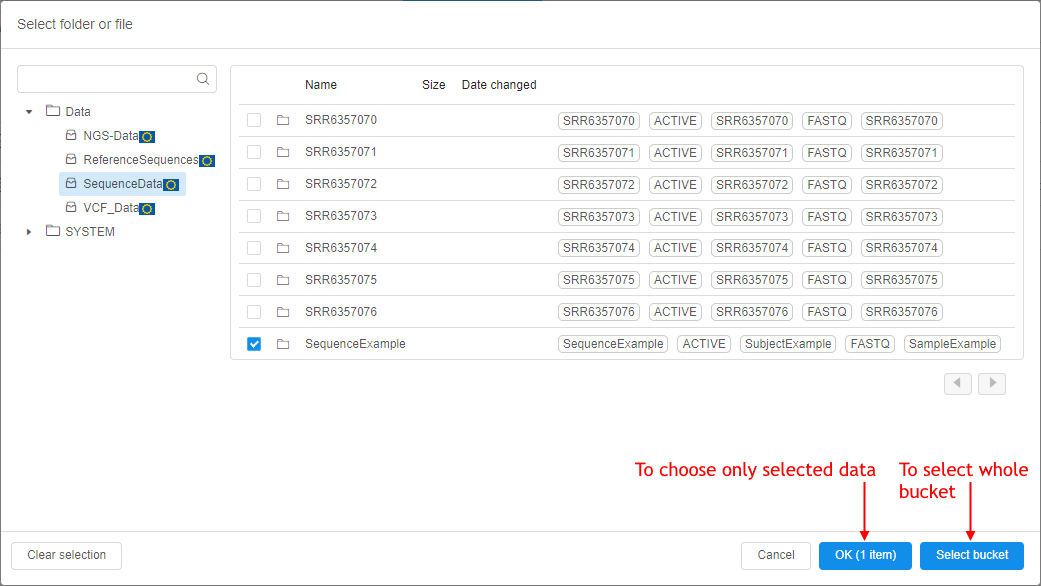 Select folder or file
Name Size Date changed
Data
NGS-Data
ReferenceSequences
SequenceData
VCF_Data
SYSTEM
SRR6357070 SRR6357070 ACTIVE SRR6357070 FASTQ SRR6357070
SRR6357071 SRR6357071 ACTIVE SRR6357071 FASTQ SRR6357071
SRR6357072 SRR6357072 ACTIVE SRR6357072 FASTQ SRR6357072
SRR6357073 SRR6357073 ACTIVE SRR6357073 FASTQ SRR6357073
SRR6357074 SRR6357074 ACTIVE SRR6357074 FASTQ SRR6357074
SRR6357075 SRR6357075 ACTIVE SRR6357075 FASTQ SRR6357075
SRR6357076 SRR6357076 ACTIVE SRR6357076 FASTQ SRR6357076
SequenceExample SequenceExample ACTIVE SubjectExample FASTQ SampleExample
To choose only selected data
To select whole
bucket
Clear selection Cancel OK (1 item) Select bucket